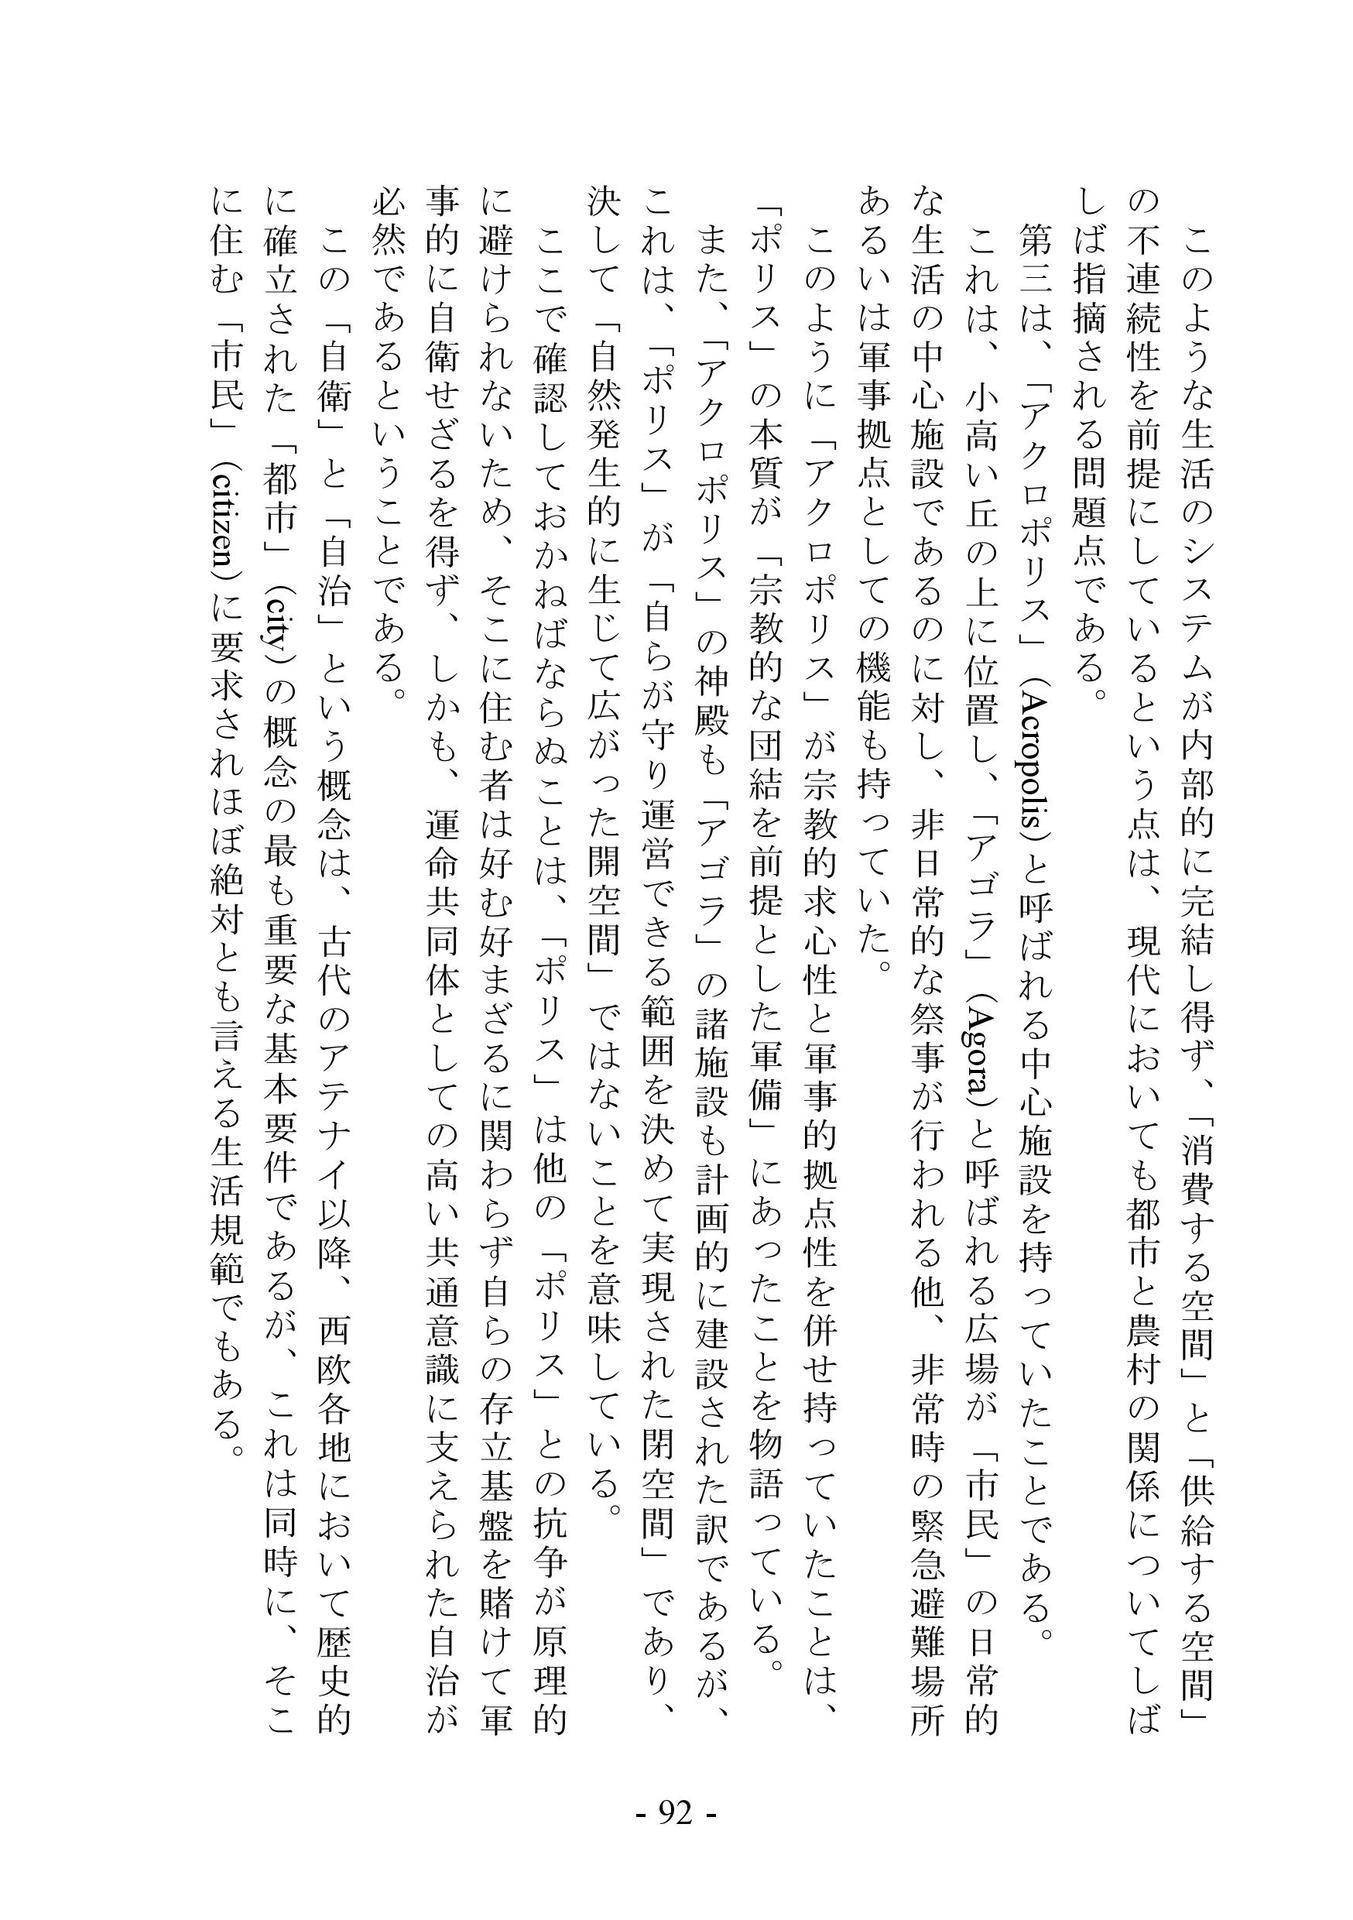 このような生活のシステムが内部的に完結し得ず、「消費する空間」と「供給する空間」
の不連続性を前提にしているという点は、現代においても都市と農村の関係についてしば
しば指摘される問題点である。
　第三は、「アクロポリス」（Acropolis）と呼ばれる中心施設を持っていたことである。
　これは、小高い丘の上に位置し、「アゴラ」（Agora）と呼ばれる広場が「市民」の日常的
な生活の中心施設であるのに対し、非日常的な祭事が行われる他、非常時の緊急避難場所
あるいは軍事拠点としての機能も持っていた。
　このように「アクロポリス」が宗教的求心性と軍事的拠点性を併せ持っていたことは、
「ポリス」の本質が「宗教的な団結を前提とした軍備」にあったことを物語っている。
　また、「アクロポリス」の神殿も「アゴラ」の諸施設も計画的に建設された訳であるが、
これは、「ポリス」が「自らが守り運営できる範囲を決めて実現された閉空間」であり、
決して「自然発生的に生じて広がった開空間」ではないことを意味している。
　ここで確認しておかねばならぬことは、「ポリス」は他の「ポリス」との抗争が原理的
に避けられないため、そこに住む者は好む好まざるに関わらず自らの存立基盤を賭けて軍
事的に自衛せざるを得ず、しかも、運命共同体としての高い共通意識に支えられた自治が
必然であるということである。
　この「自衛」と「自治」という概念は、古代のアテナイ以降、西欧各地において歴史的
に確立された「都市」（city）の概念の最も重要な基本要件であるが、これは同時に、そこ
に住む「市民」（citizen）に要求されほぼ絶対とも言える生活規範でもある。
- 92 -